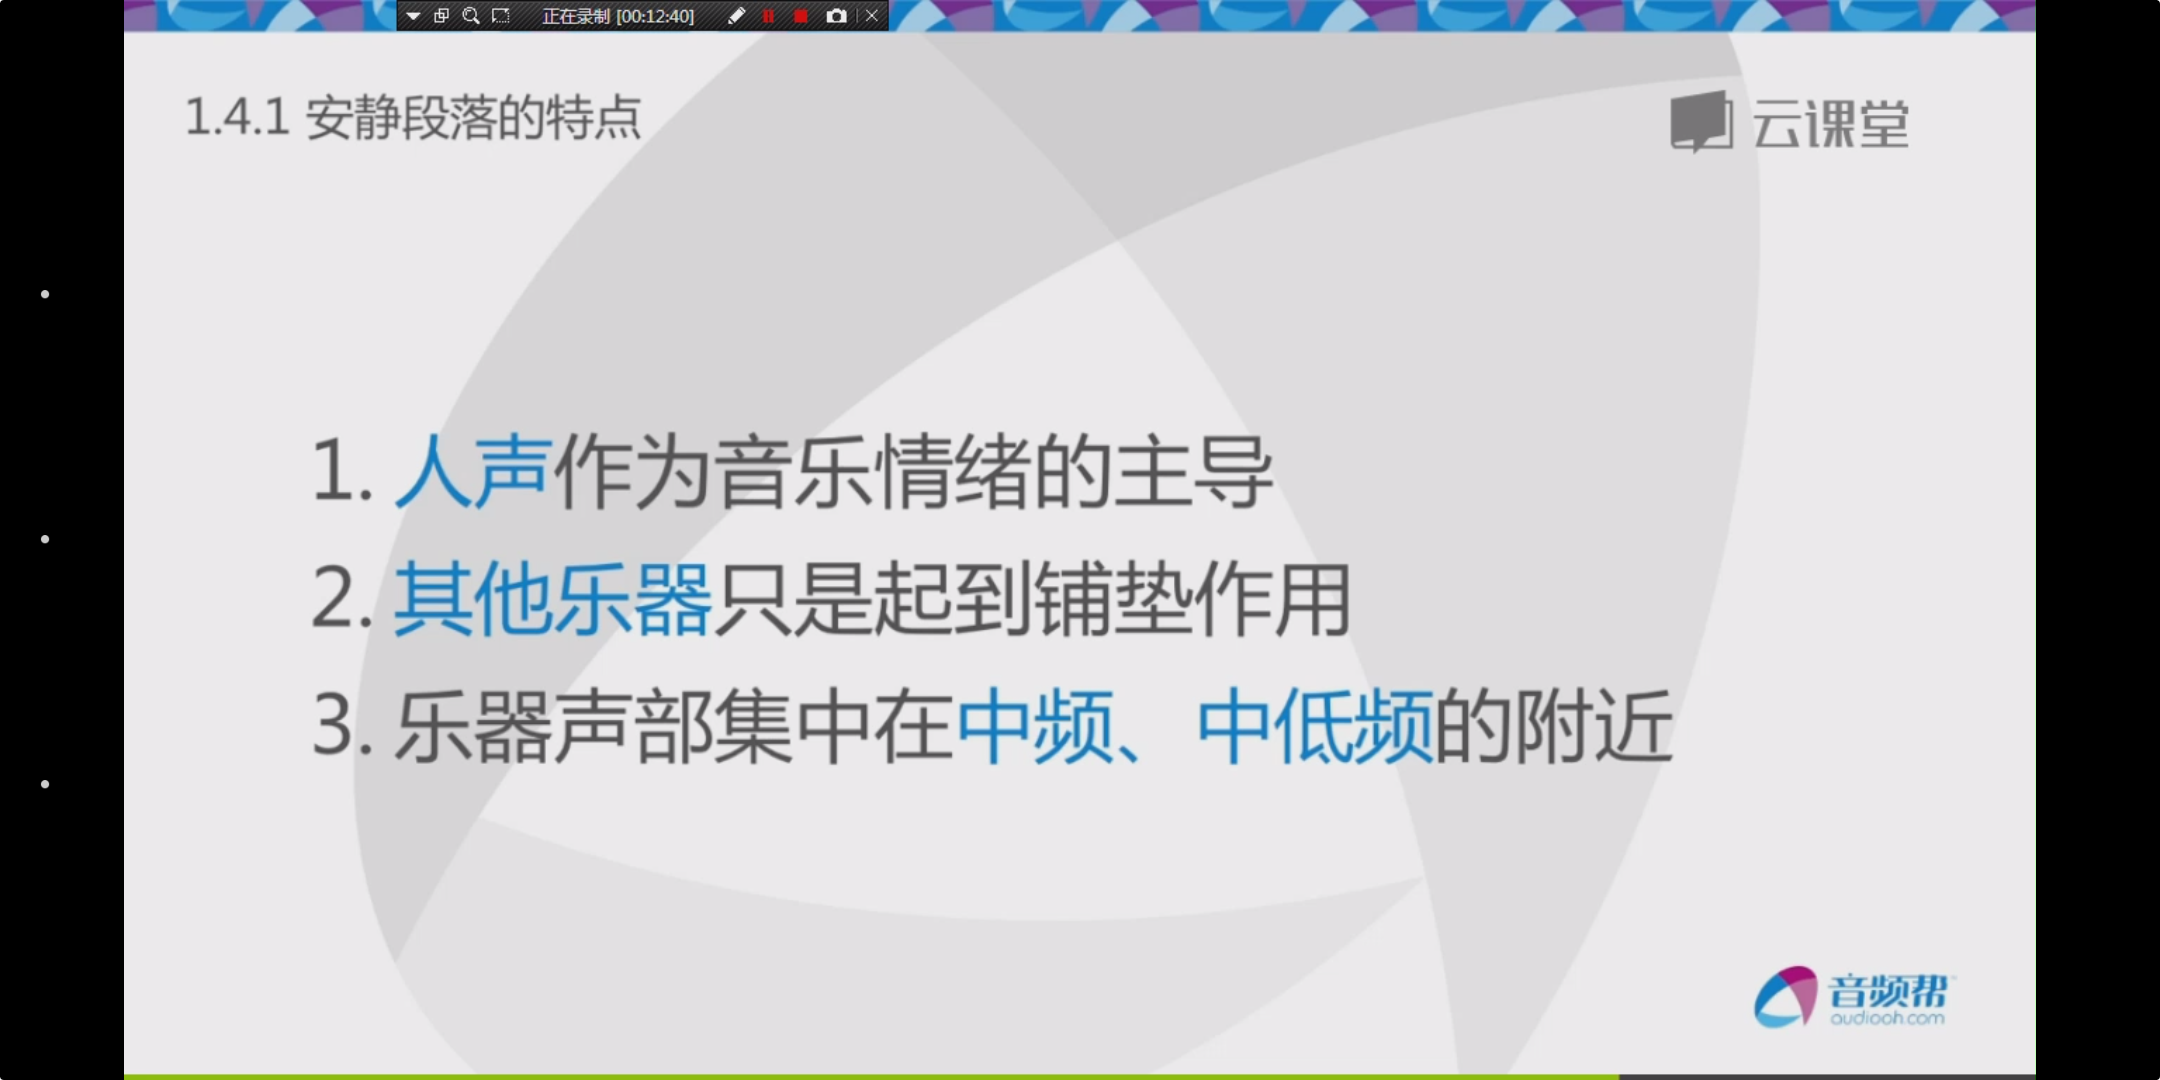 正在录制 [00:12:40]
1.4.1 安静段落的特点
云课堂
1. 人声作为音乐情绪的主导
2. 其他乐器只是起到铺垫作用
3. 乐器声部集中在中频、中低频的附近
音频帮
audiooh.com